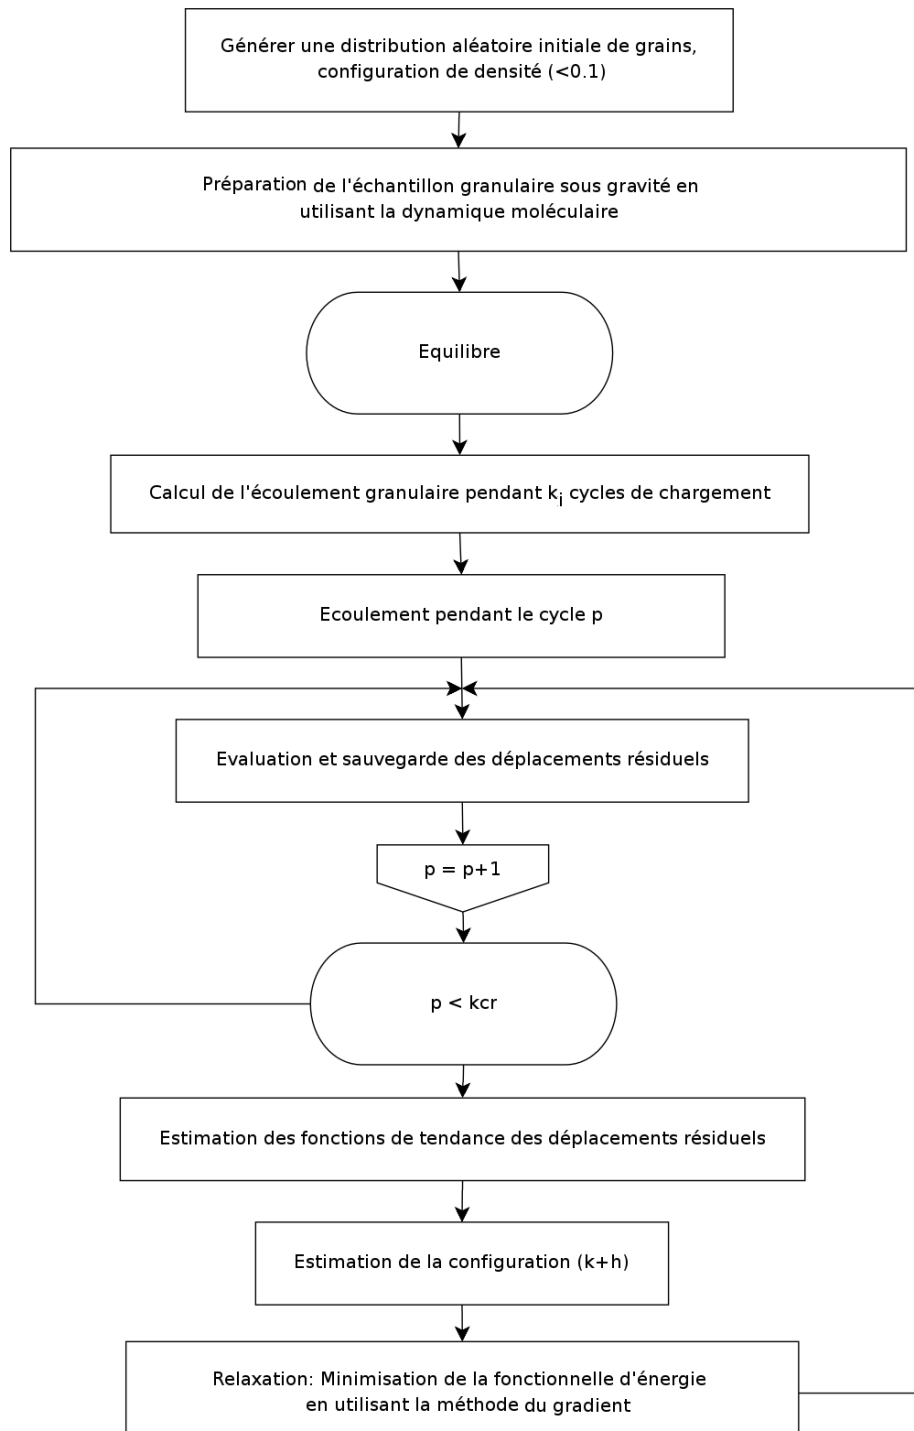 Générer une distribution aléatoire initiale de grains,
configuration de densité (<0.1)
Préparation de l'échantillon granulaire sous gravité en
utilisant la dynamique moléculaire
Equilibre
Calcul de l'écoulement granulaire pendant ki cycles de chargement
Ecoulement pendant le cycle p
Evaluation et sauvegarde des déplacements résiduels
p = p+1
p < kcr
Estimation des fonctions de tendance des déplacements résiduels
Estimation de la configuration (k+h)
Relaxation: Minimisation de la fonctionnelle d'énergie
en utilisant la méthode du gradient